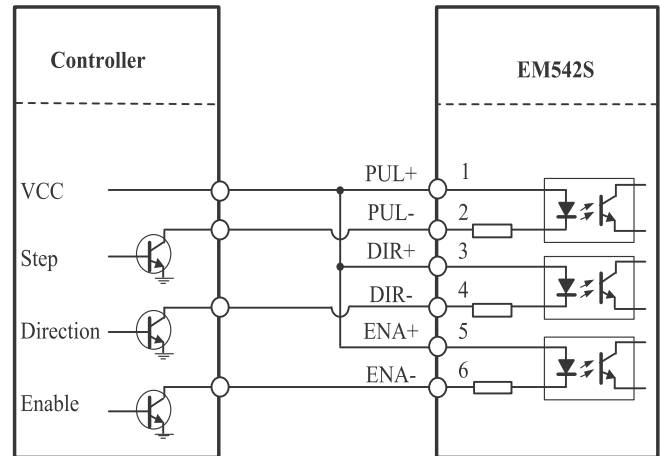 Controller
EM542S
VCC
PUL+
1
PUL-
2
Step
DIR+
3
DIR-
4
Direction
ENA+
5
ENA-
6
Enable